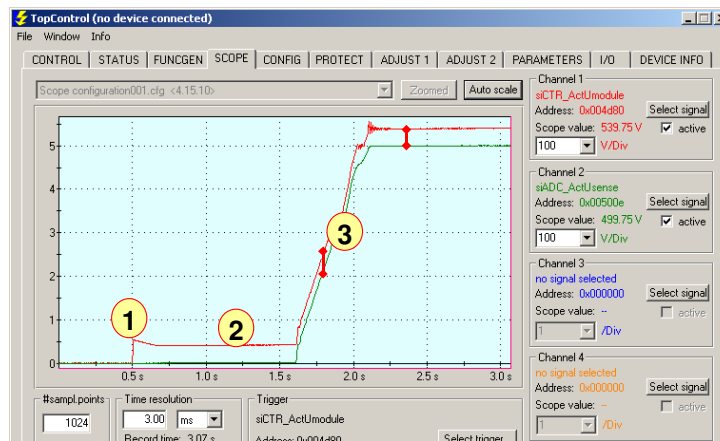 TopControl (no device connected)
File Window Info
CONTROL STATUS FUNCGEN SCOPE CONFIG PROTECT ADJUST 1 ADJUST 2 PARAMETERS I/O DEVICE INFO
Scope configuration001.cfg <4.15.10> Zoomed Auto scale
Channel 1
siCTR_ActUmodule
Address: 0x004d80 Select signal
Scope value: 539.75 V active
100 V/Div
Channel 2
siADC_ActUsense
Address: 0x00500e Select signal
Scope value: 499.75 V active
100 V/Div
Channel 3
no signal selected
Address: 0x000000 Select signal
Scope value: -- active
1 /Div
Channel 4
no signal selected
Address: 0x000000 Select signal
Scope value: -- active
1 /Div
5
4
3
2
1
0
1
2
3
0.5 s 1.0 s 1.5 s 2.0 s 2.5 s 3.0 s
#sampl.points
1024
Time resolution
3.00 ms
Record time: 3.07 s
Trigger
siCTR_ActUmodule
Address: 0x004d80 Select trigger